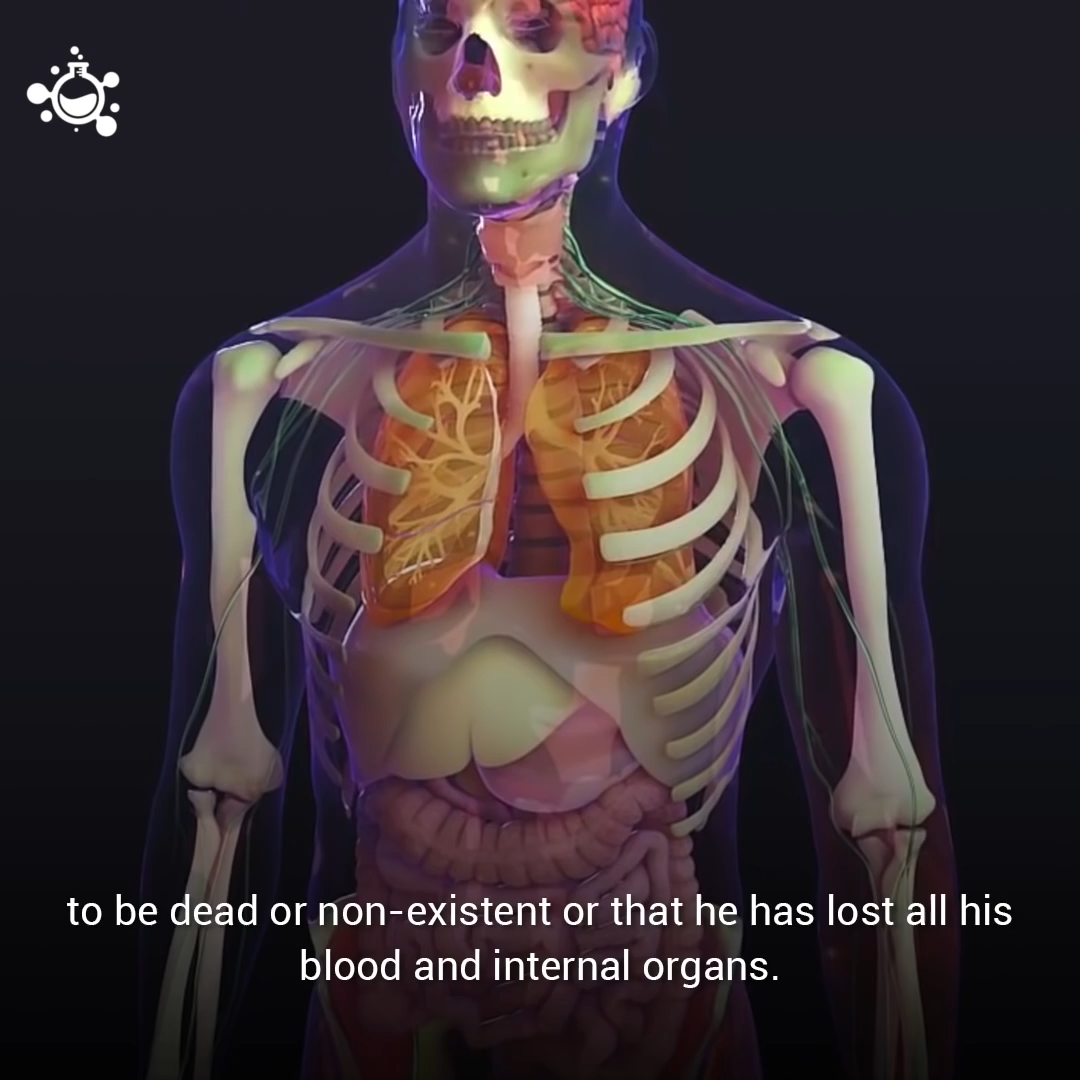 to be dead or non-existent or that he has lost all his
blood and internal organs.